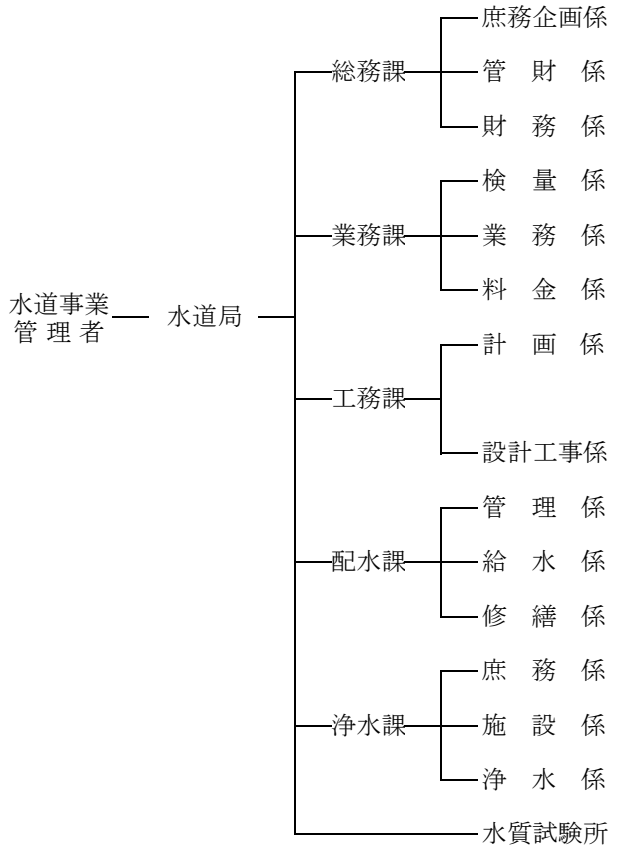 水道事業
管理者
水道局
総務課
庶務企画係
管財係
財務係
業務課
検量係
業務係
料金係
工務課
計画係
設計工事係
配水課
管理係
給水係
修繕係
浄水課
庶務係
施設係
浄水係
水質試験所